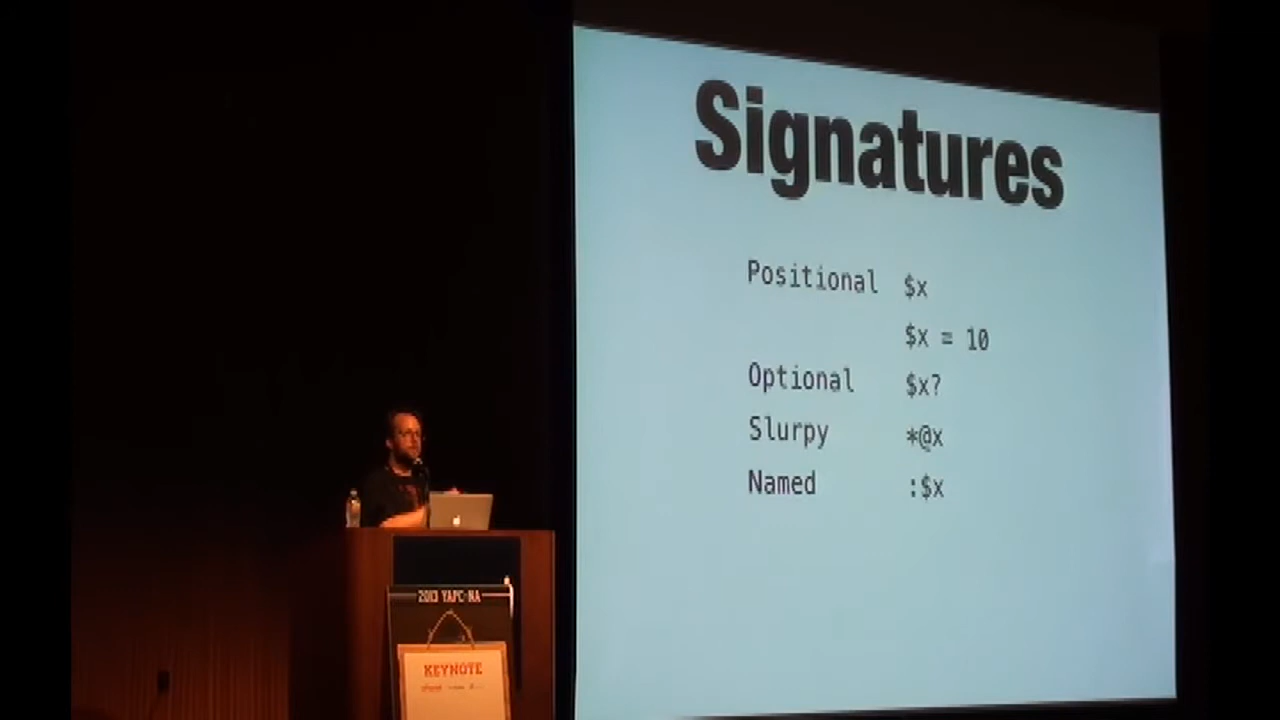 Signatures
Positional $x
$x = 10
Optional $x?
Slurpy *@x
Named :$x
2013 YAPC·NA
KEYNOTE